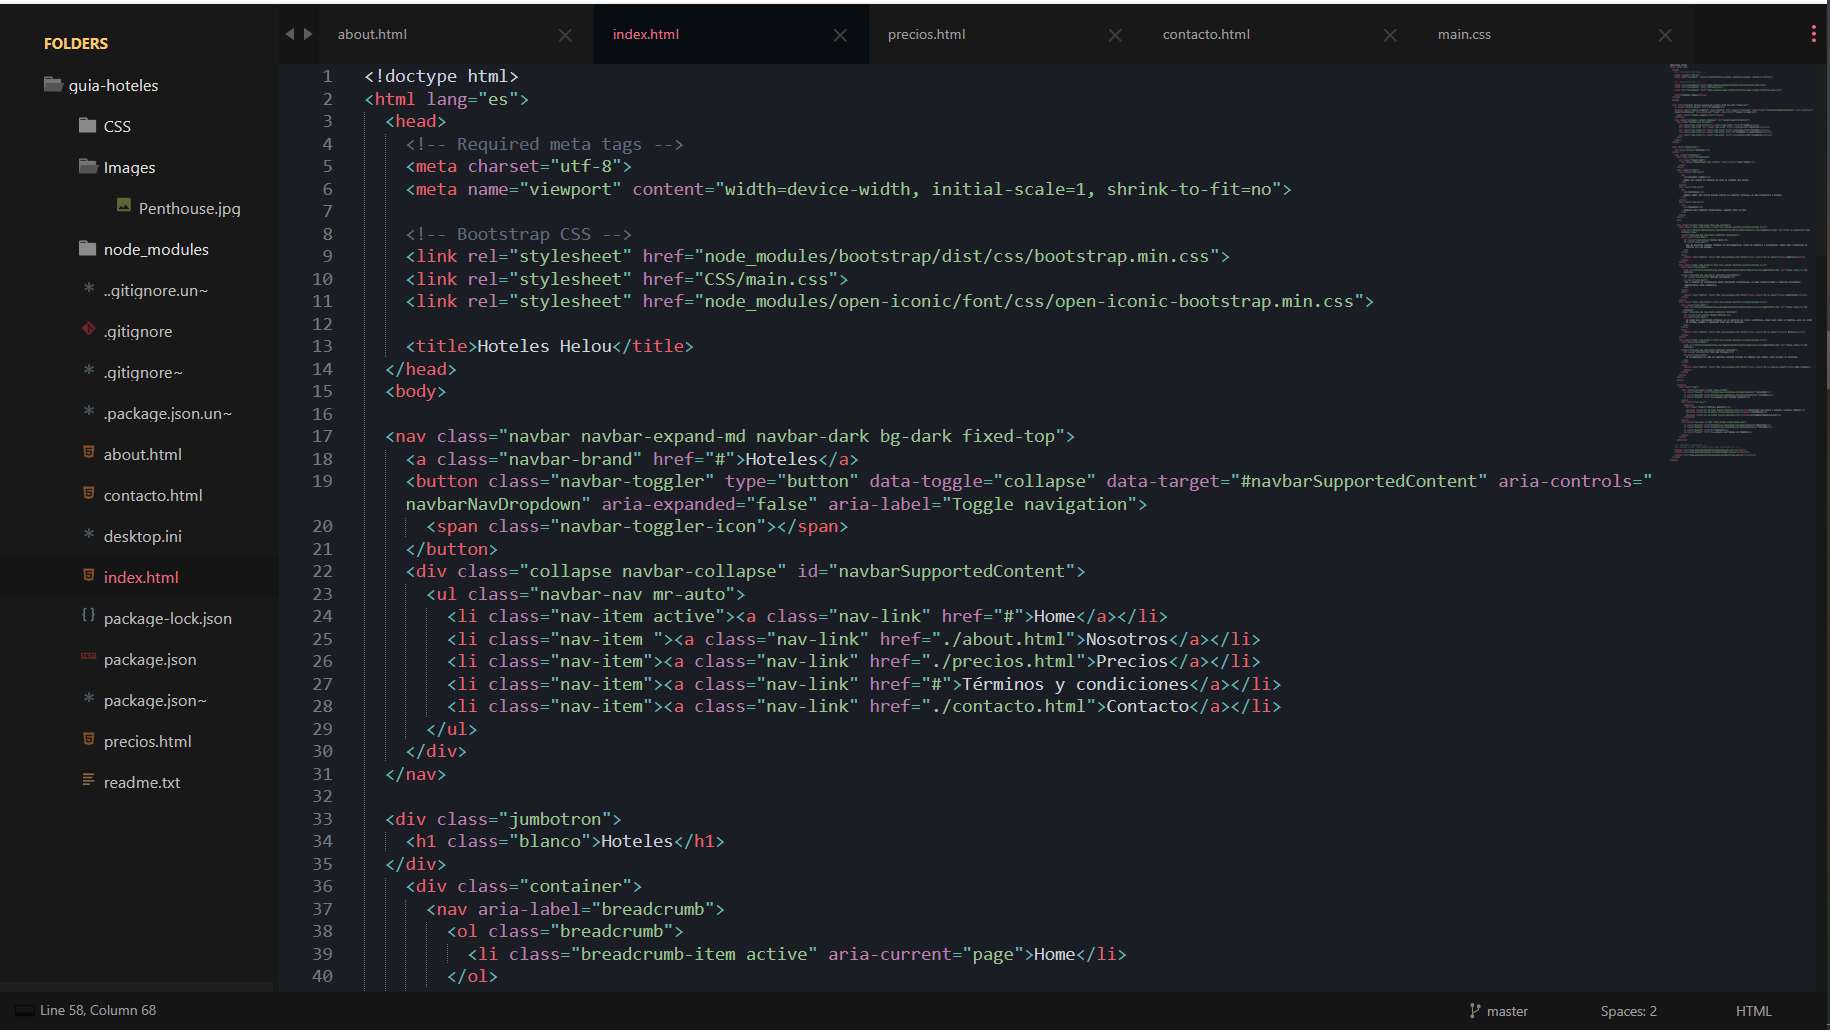 FOLDERS
guia-hoteles
CSS
Images
Penthouse.jpg
node_modules
..gitignore.un~
.gitignore
.gitignore~
.package.json.un~
about.html
contacto.html
desktop.ini
index.html
package-lock.json
package.json
package.json~
precios.html
readme.txt
about.html
index.html
precios.html
contacto.html
main.css
1 <!doctype html>
2 <html lang="es">
3 <head>
4 <!-- Required meta tags -->
5 <meta charset="utf-8">
6 <meta name="viewport" content="width=device-width, initial-scale=1, shrink-to-fit=no">
7
8 <!-- Bootstrap CSS -->
9 <link rel="stylesheet" href="node_modules/bootstrap/dist/css/bootstrap.min.css">
10 <link rel="stylesheet" href="CSS/main.css">
11 <link rel="stylesheet" href="node_modules/open-iconic/font/css/open-iconic-bootstrap.min.css">
12
13 <title>Hoteles Helou</title>
14 </head>
15 <body>
16
17 <nav class="navbar navbar-expand-md navbar-dark bg-dark fixed-top">
18 <a class="navbar-brand" href="#">Hoteles</a>
19 <button class="navbar-toggler" type="button" data-toggle="collapse" data-target="#navbarSupportedContent" aria-controls="
navbarNavDropdown" aria-expanded="false" aria-label="Toggle navigation">
20 <span class="navbar-toggler-icon"></span>
21 </button>
22 <div class="collapse navbar-collapse" id="navbarSupportedContent">
23 <ul class="navbar-nav mr-auto">
24 <li class="nav-item active"><a class="nav-link" href="#">Home</a></li>
25 <li class="nav-item "><a class="nav-link" href="./about.html">Nosotros</a></li>
26 <li class="nav-item"><a class="nav-link" href="./precios.html">Precios</a></li>
27 <li class="nav-item"><a class="nav-link" href="#">Términos y condiciones</a></li>
28 <li class="nav-item"><a class="nav-link" href="./contacto.html">Contacto</a></li>
29 </ul>
30 </div>
31 </nav>
32
33 <div class="jumbotron">
34 <h1 class="blanco">Hoteles</h1>
35 </div>
36 <div class="container">
37 <nav aria-label="breadcrumb">
38 <ol class="breadcrumb">
39 <li class="breadcrumb-item active" aria-current="page">Home</li>
40 </ol>
Line 58, Column 68
master
Spaces: 2
HTML